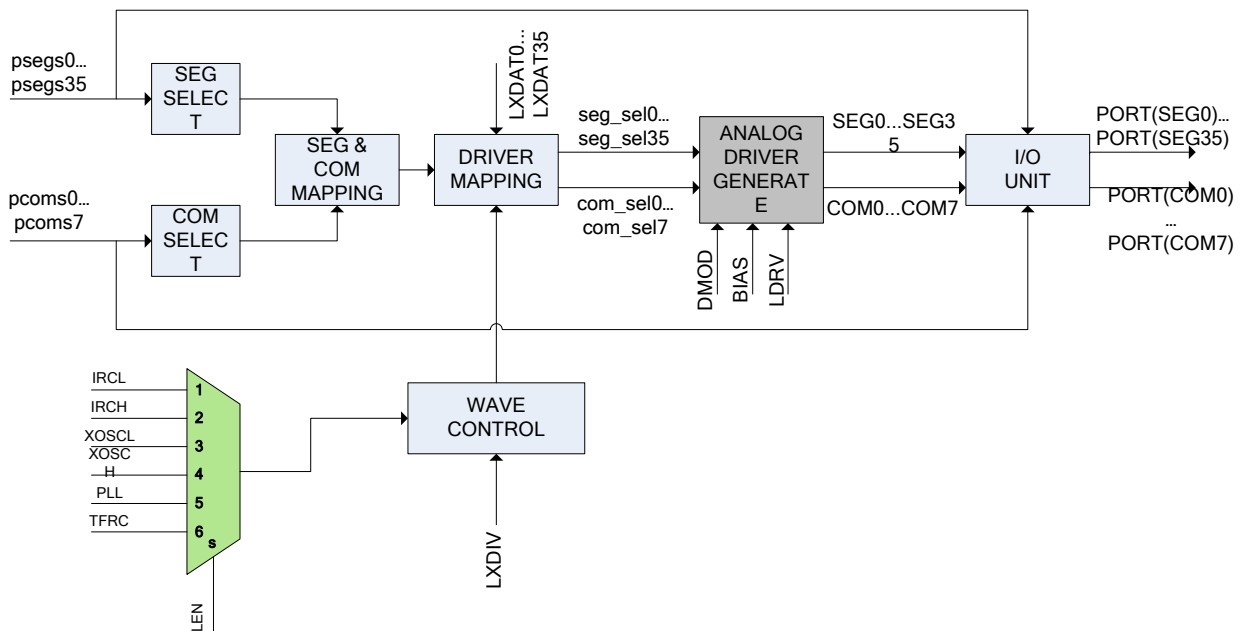 psegs0...
psegs35
SEG
SELEC
T
pcoms0...
pcoms7
COM
SELEC
T
SEG &
COM
MAPPING
LXDAT0...
LXDAT35
DRIVER
MAPPING
seg_sel0...
seg_sel35
com_sel0...
com_sel7
ANALOG
DRIVER
GENERAT
E
DMOD
BIAS
LDRV
SEG0...SEG3
5
COM0...COM7
I/O
UNIT
PORT(SEG0)...
PORT(SEG35)
PORT(COM0)
...
PORT(COM7)
IRCL
1
IRCH
2
XOSCL
3
XOSC
H
4
PLL
5
TFRC
6
s
LEN
WAVE
CONTROL
LXDIV